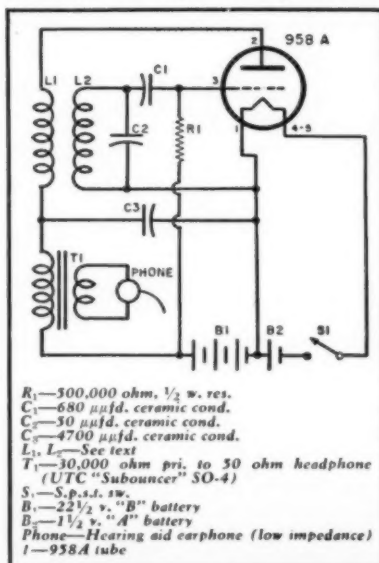 958 A
2
L1
L2
C1
3
C2
R1
1
4-5
C3
T1
PHONE
B1
B2
S1
R₁—500,000 ohm, ½ w. res.
C₁—680 μμfd. ceramic cond.
C₂—50 μμfd. ceramic cond.
C₃—4700 μμfd. ceramic cond.
L₁, L₂—See text
T₁—30,000 ohm pri. to 50 ohm headphone
(UTC "Subouncer" SO-4)
S₁—S.p.s.t. sw.
B₁—22½ v. "B" battery
B₂—1½ v. "A" battery
Phone—Hearing aid earphone (low impedance)
1—958A tube